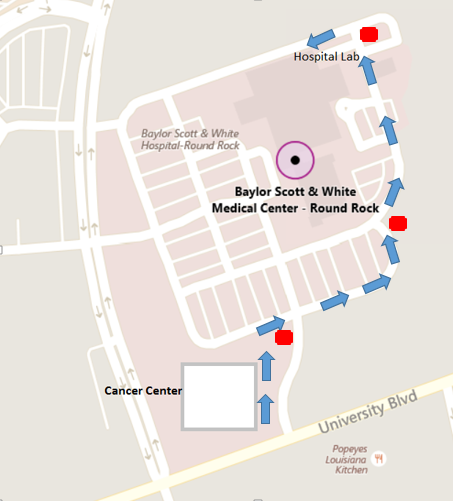 Hospital Lab
Baylor Scott & White
Hospital-Round Rock
Baylor Scott & White
Medical Center - Round Rock
Cancer Center
University Blvd
Popeyes
Louisiana
Kitchen